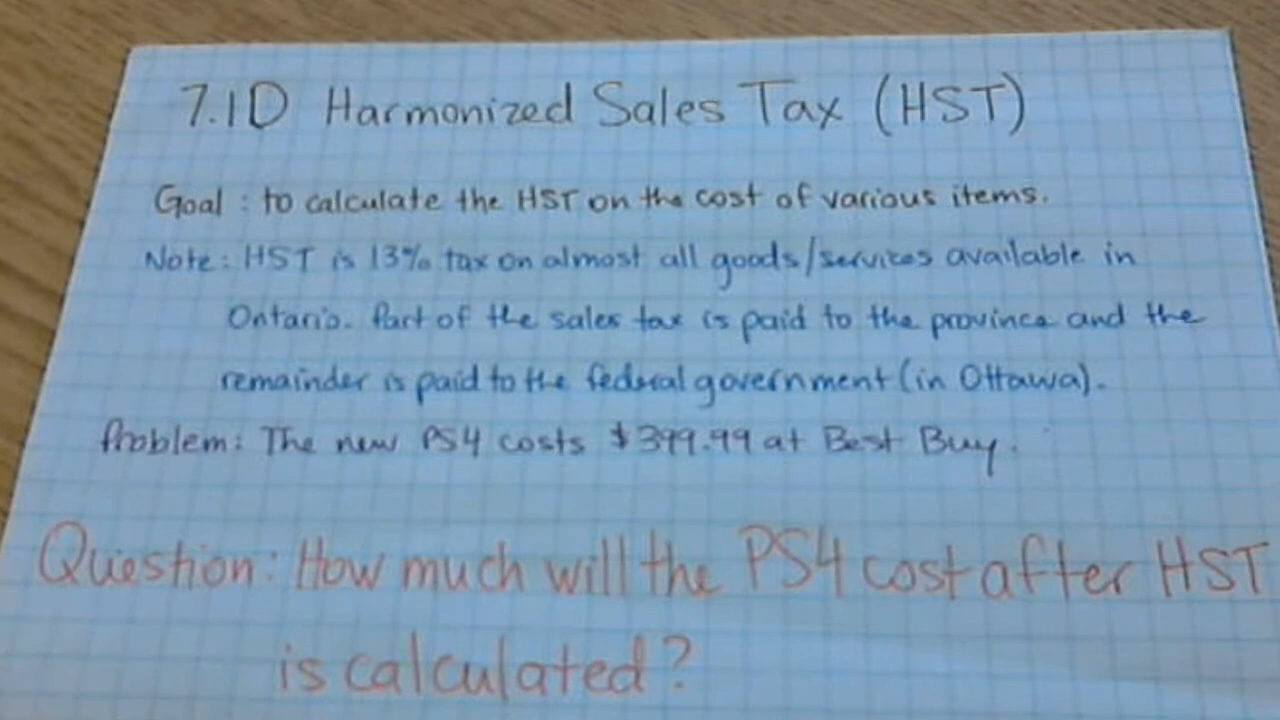 7.1D Harmonized Sales Tax (HST)
Goal: to calculate the HST on the cost of various items.
Note: HST is 13% tax on almost all goods/services available in
Ontario. Part of the sales tax is paid to the province and the
remainder is paid to the federal government (in Ottawa).
Problem: The new PS4 costs $399.99 at Best Buy.
Question: How much will the PS4 cost after HST
is calculated?